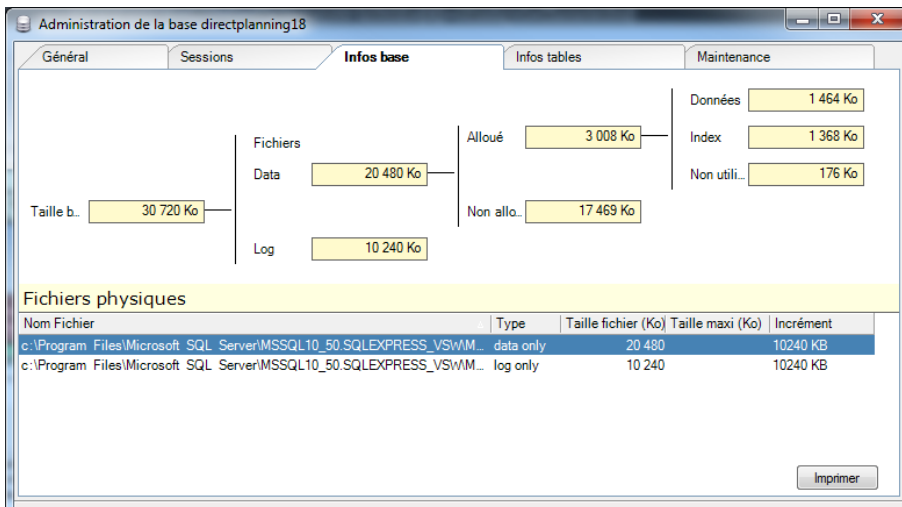 Administration de la base directplanning18
Général Sessions Infos base Infos tables Maintenance
Données 1 464 Ko
Fichiers Alloué 3 008 Ko Index 1 368 Ko
Data 20 480 Ko Non utili... 176 Ko
Taille b... 30 720 Ko Non allo... 17 469 Ko
Log 10 240 Ko
Fichiers physiques
Nom Fichier Type Taille fichier (Ko) Taille maxi (Ko) Incrément
c:\Program Files\Microsoft SQL Server\MSSQL10_50.SQLEXPRESS_VSW\M... data only 20 480 10240 KB
c:\Program Files\Microsoft SQL Server\MSSQL10_50.SQLEXPRESS_VSW\M... log only 10 240 10240 KB
Imprimer